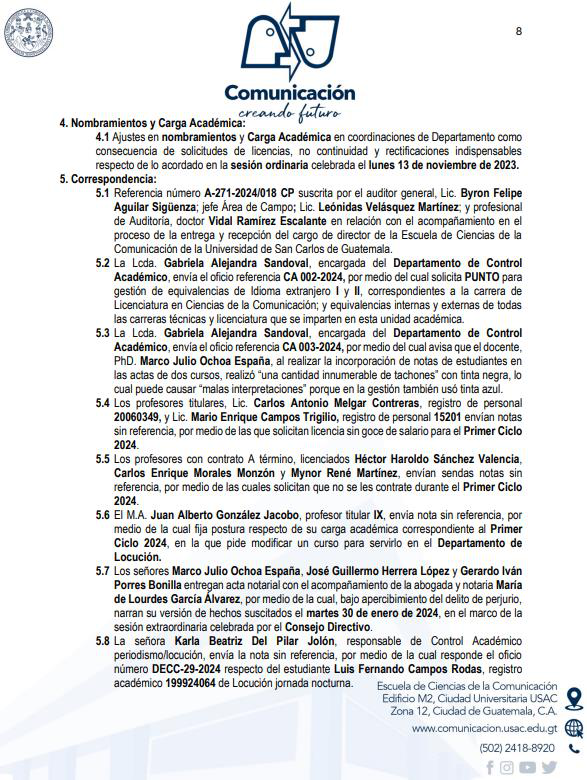 8
Comunicación
creando futuro
4. Nombramientos y Carga Académica:
4.1 Ajustes en nombramientos y Carga Académica en coordinaciones de Departamento como
consecuencia de solicitudes de licencias, no continuidad y rectificaciones indispensables
respecto de lo acordado en la sesión ordinaria celebrada el lunes 13 de noviembre de 2023.
5. Correspondencia:
5.1 Referencia número A-271-2024/018 CP suscrita por el auditor general, Lic. Byron Felipe
Aguilar Sigüenza; jefe Área de Campo; Lic. Leónidas Velásquez Martínez; y profesional
de Auditoría, doctor Vidal Ramírez Escalante en relación con el acompañamiento en el
proceso de la entrega y recepción del cargo de director de la Escuela de Ciencias de la
Comunicación de la Universidad de San Carlos de Guatemala.
5.2 La Lcda. Gabriela Alejandra Sandoval, encargada del Departamento de Control
Académico, envía el oficio referencia CA 002-2024, por medio del cual solicita PUNTO para
gestión de equivalencias de Idioma extranjero I y II, correspondientes a la carrera de
Licenciatura en Ciencias de la Comunicación; y equivalencias internas y externas de todas
las carreras técnicas y licenciatura que se imparten en esta unidad académica.
5.3 La Lcda. Gabriela Alejandra Sandoval, encargada del Departamento de Control
Académico, envía el oficio referencia CA 003-2024, por medio del cual avisa que el docente,
PhD. Marco Julio Ochoa España, al realizar la incorporación de notas de estudiantes en
las actas de dos cursos, realizó “una cantidad innumerable de tachones” con tinta negra, lo
cual puede causar “malas interpretaciones” porque en la gestión también usó tinta azul.
5.4 Los profesores titulares, Lic. Carlos Antonio Melgar Contreras, registro de personal
20060349, y Lic. Mario Enrique Campos Trigilio, registro de personal 15201 envían notas
sin referencia, por medio de las que solicitan licencia sin goce de salario para el Primer Ciclo
2024.
5.5 Los profesores con contrato A término, licenciados Héctor Haroldo Sánchez Valencia,
Carlos Enrique Morales Monzón y Mynor René Martínez, envían sendas notas sin
referencia, por medio de las cuales solicitan que no se les contrate durante el Primer Ciclo
2024.
5.6 El M.A. Juan Alberto González Jacobo, profesor titular IX, envía nota sin referencia, por
medio de la cual fija postura respecto de su carga académica correspondiente al Primer
Ciclo 2024, en la que pide modificar un curso para servirlo en el Departamento de
Locución.
5.7 Los señores Marco Julio Ochoa España, José Guillermo Herrera López y Gerardo Iván
Porres Bonilla entregan acta notarial con el acompañamiento de la abogada y notaria María
de Lourdes García Álvarez, por medio de la cual, bajo apercibimiento del delito de perjurio,
narran su versión de hechos suscitados el martes 30 de enero de 2024, en el marco de la
sesión extraordinaria celebrada por el Consejo Directivo.
5.8 La señora Karla Beatriz Del Pilar Jolón, responsable de Control Académico
periodismo/locución, envía la nota sin referencia, por medio de la cual responde el oficio
número DECC-29-2024 respecto del estudiante Luis Fernando Campos Rodas, registro
académico 199924064 de Locución jornada nocturna.
Escuela de Ciencias de la Comunicación
Edificio M2, Ciudad Universitaria USAC
Zona 12, Ciudad de Guatemala, C.A.
www.comunicacion.usac.edu.gt
(502) 2418-8920